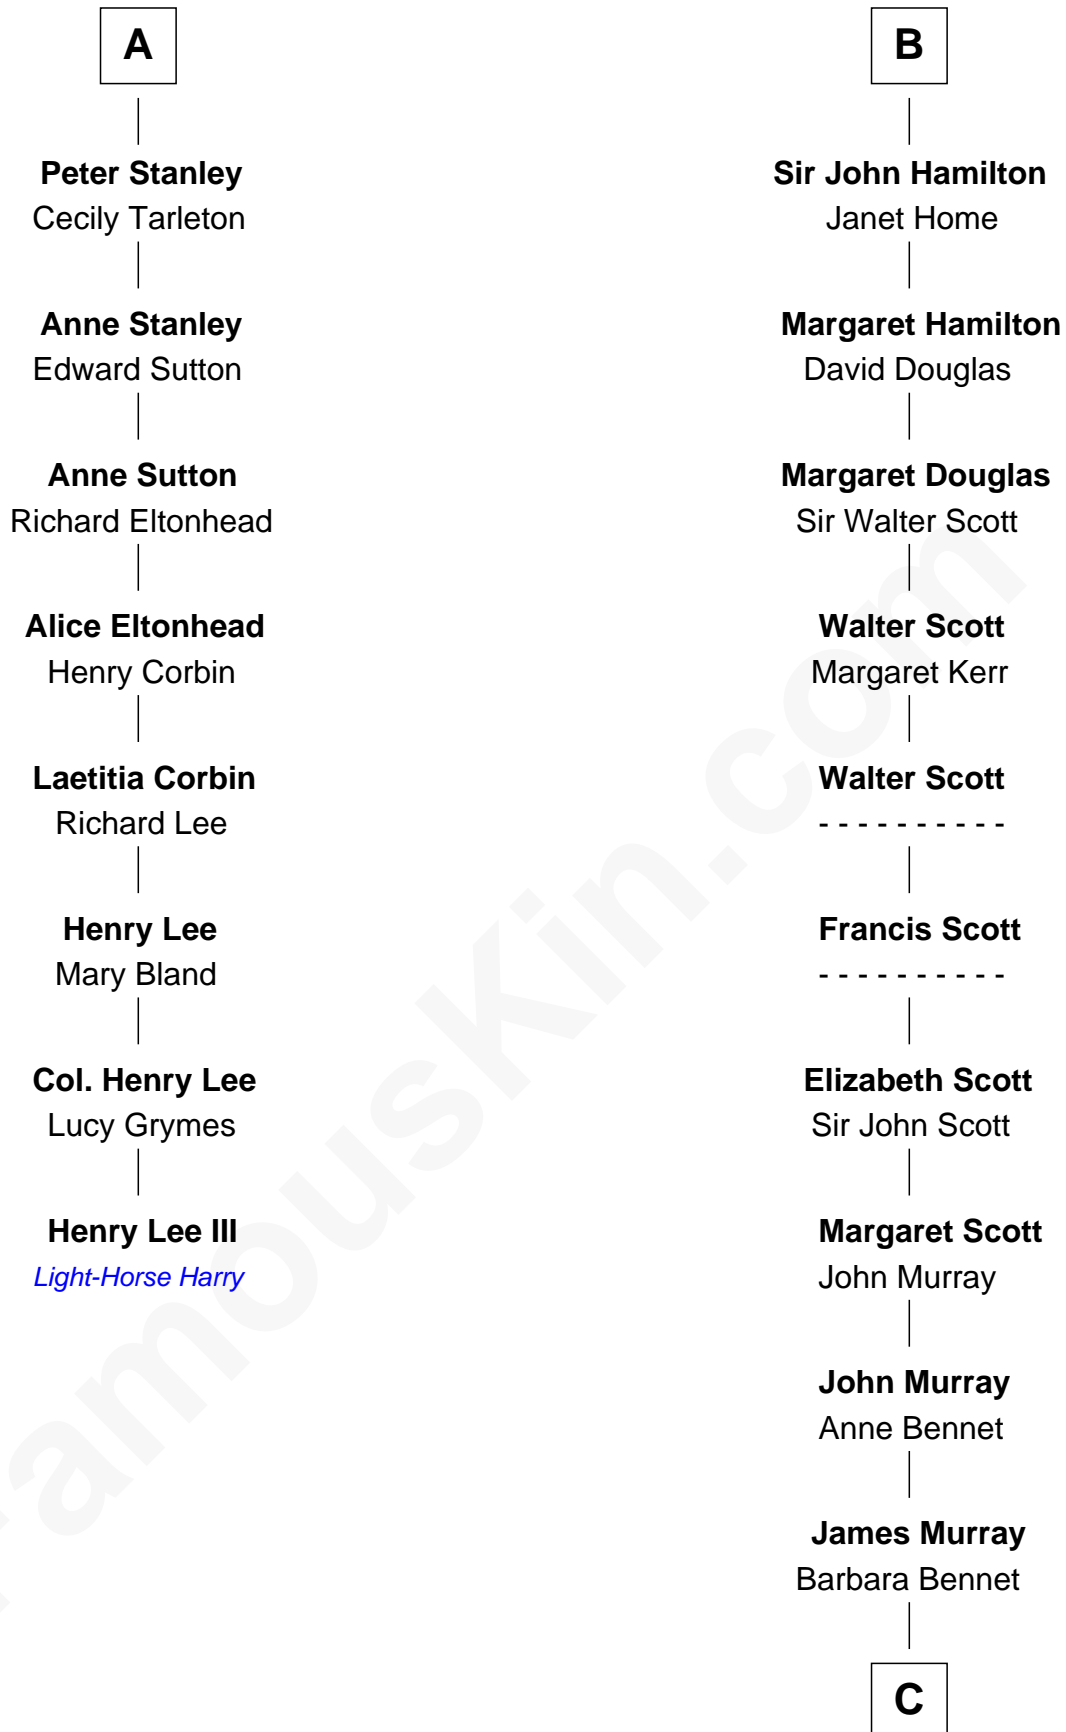 A
Peter Stanley
Cecily Tarleton
Anne Stanley
Edward Sutton
Anne Sutton
Richard Eltonhead
Alice Eltonhead
Henry Corbin
Laetitia Corbin
Richard Lee
Henry Lee
Mary Bland
Col. Henry Lee
Lucy Grymes
Henry Lee III
Light-Horse Harry
B
Sir John Hamilton
Janet Home
Margaret Hamilton
David Douglas
Margaret Douglas
Sir Walter Scott
Walter Scott
Margaret Kerr
Walter Scott
- - - - - - - - - -
Francis Scott
- - - - - - - - - -
Elizabeth Scott
Sir John Scott
Margaret Scott
John Murray
John Murray
Anne Bennet
James Murray
Barbara Bennet
C
FamousKin.com